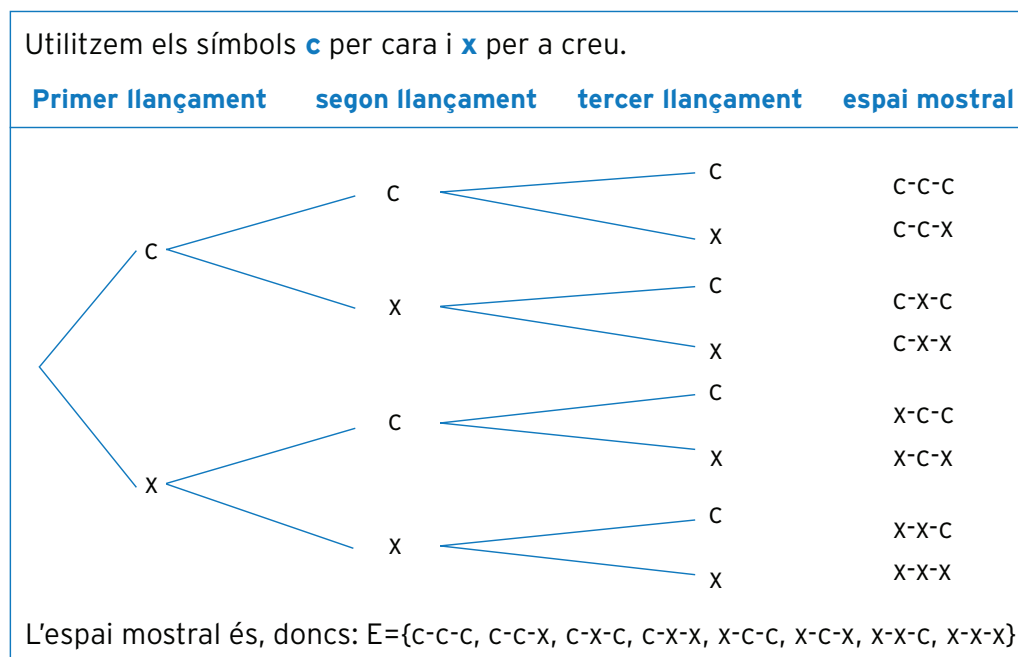 Utilitzem els símbols c per cara i x per a creu.
Primer llançament segon llançament tercer llançament espai mostral
c c-c-c
c
x c-c-x
c
c c-x-c
x
x c-x-x
c x-c-c
c
x x-c-x
x
c x-x-c
x
x x-x-x
L'espai mostral és, doncs: E={c-c-c, c-c-x, c-x-c, c-x-x, x-c-c, x-c-x, x-x-c, x-x-x}